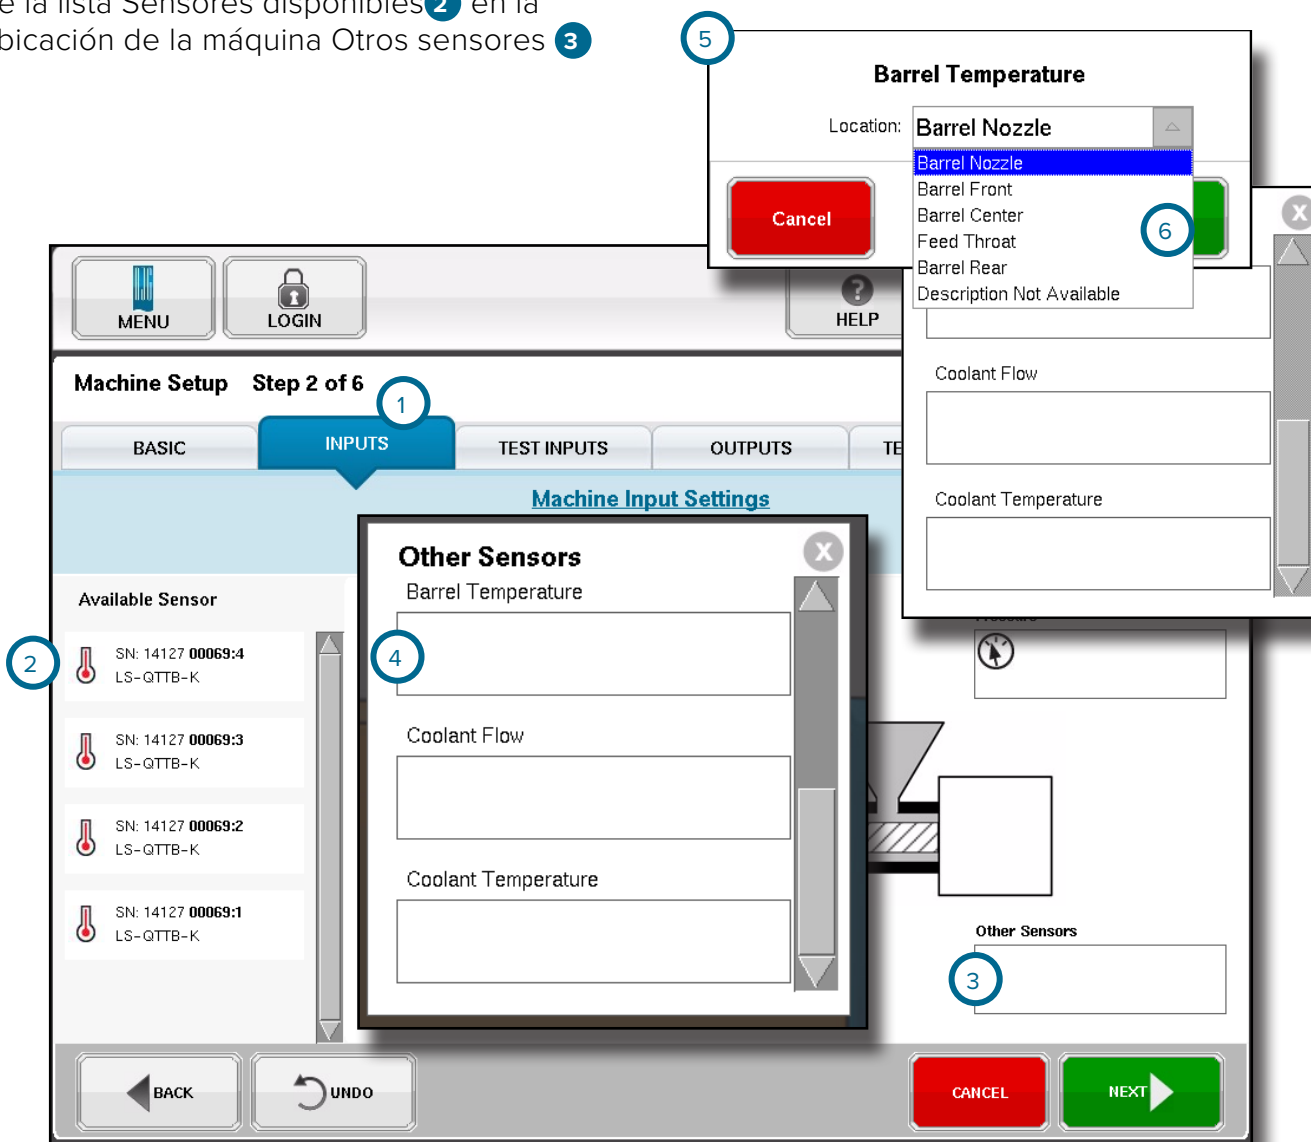 e la lista Sensores disponibles 2 en la
bicación de la máquina Otros sensores 3
5
Barrel Temperature
Location: Barrel Nozzle
Barrel Nozzle
Barrel Front
Barrel Center
Feed Throat
Barrel Rear
Description Not Available
Cancel
6
X
MENU
LOGIN
?
HELP
Coolant Flow
Coolant Temperature
Machine Setup Step 2 of 6
1
BASIC
INPUTS
TEST INPUTS
OUTPUTS
TE
Machine Input Settings
Other Sensors
X
Barrel Temperature
4
Coolant Flow
Coolant Temperature
Available Sensor
2
SN: 14127 00069:4
LS-QTTB-K
SN: 14127 00069:3
LS-QTTB-K
SN: 14127 00069:2
LS-QTTB-K
SN: 14127 00069:1
LS-QTTB-K
Other Sensors
3
BACK
UNDO
CANCEL
NEXT